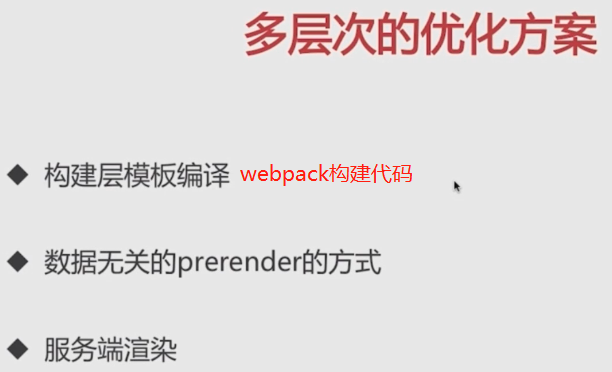 多层次的优化方案
构建层模板编译 webpack构建代码
数据无关的prerender的方式
服务端渲染